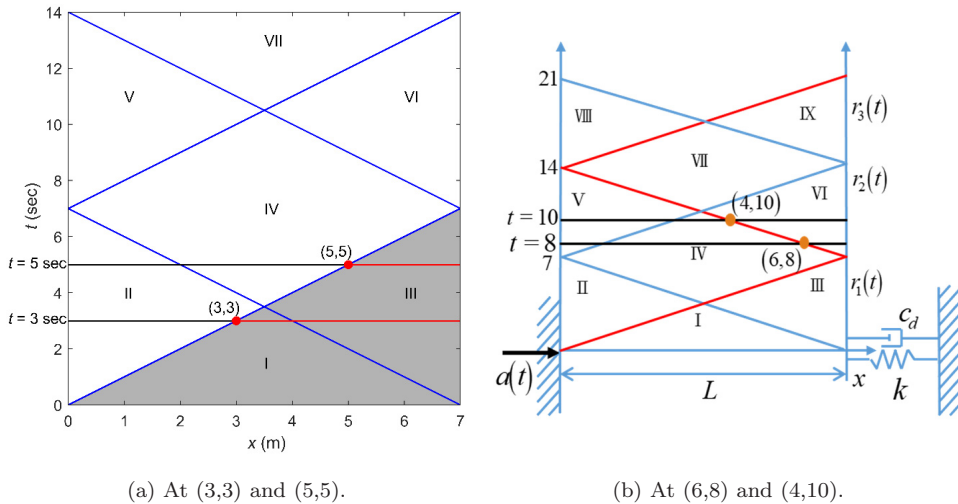 14
12
10
8
6
4
2
0
t (sec)
t = 5 sec
t = 3 sec
VII
V
VI
IV
II
III
I
(5,5)
(3,3)
0 1 2 3 4 5 6 7
x (m)
(a) At (3,3) and (5,5).
21
14
t = 10
t = 8
7
Ⅷ
Ⅸ
Ⅶ
Ⅴ
Ⅵ
Ⅳ
Ⅱ
Ⅲ
Ⅰ
(4,10)
(6,8)
r₃(t)
r₂(t)
r₁(t)
a(t)
L
x
c_d
k
(b) At (6,8) and (4,10).